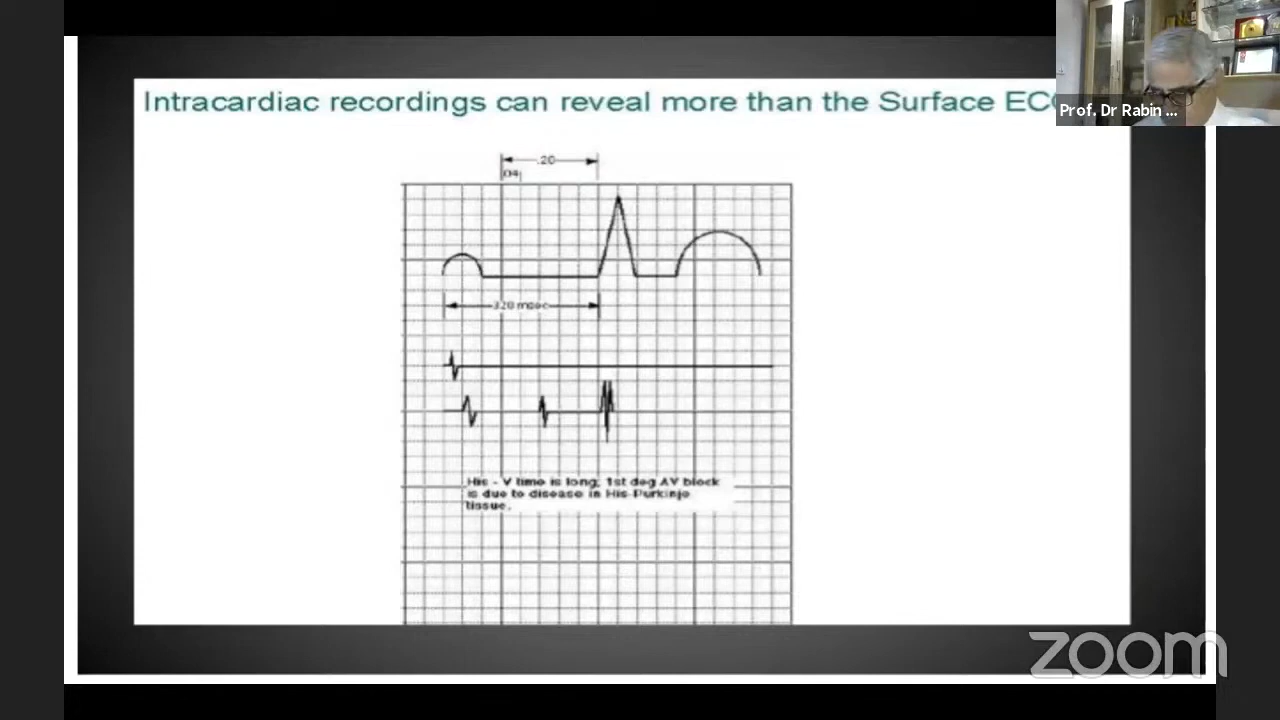 Intracardiac recordings can reveal more than the Surface EC
Prof. Dr Rabin ...
.20
.04
320 msec
His - V time is long; 1st deg AV block
is due to disease in His-Purkinje
tissue.
zoom